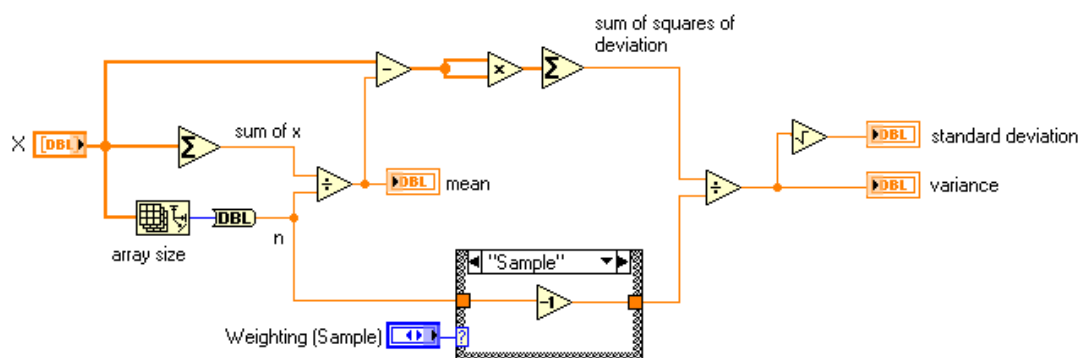 sum of squares of
deviation
X
[DBL]
sum of x
DBL
mean
DBL
standard deviation
DBL
variance
DBL
n
array size
"Sample"
-1
Weighting (Sample)
?